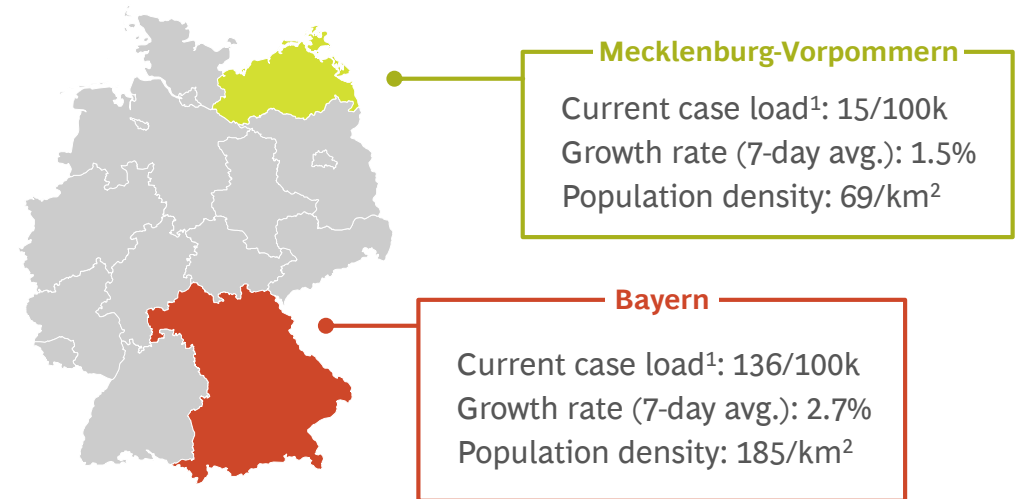 Mecklenburg-Vorpommern
Current case load¹: 15/100k
Growth rate (7-day avg.): 1.5%
Population density: 69/km²
Bayern
Current case load¹: 136/100k
Growth rate (7-day avg.): 2.7%
Population density: 185/km²